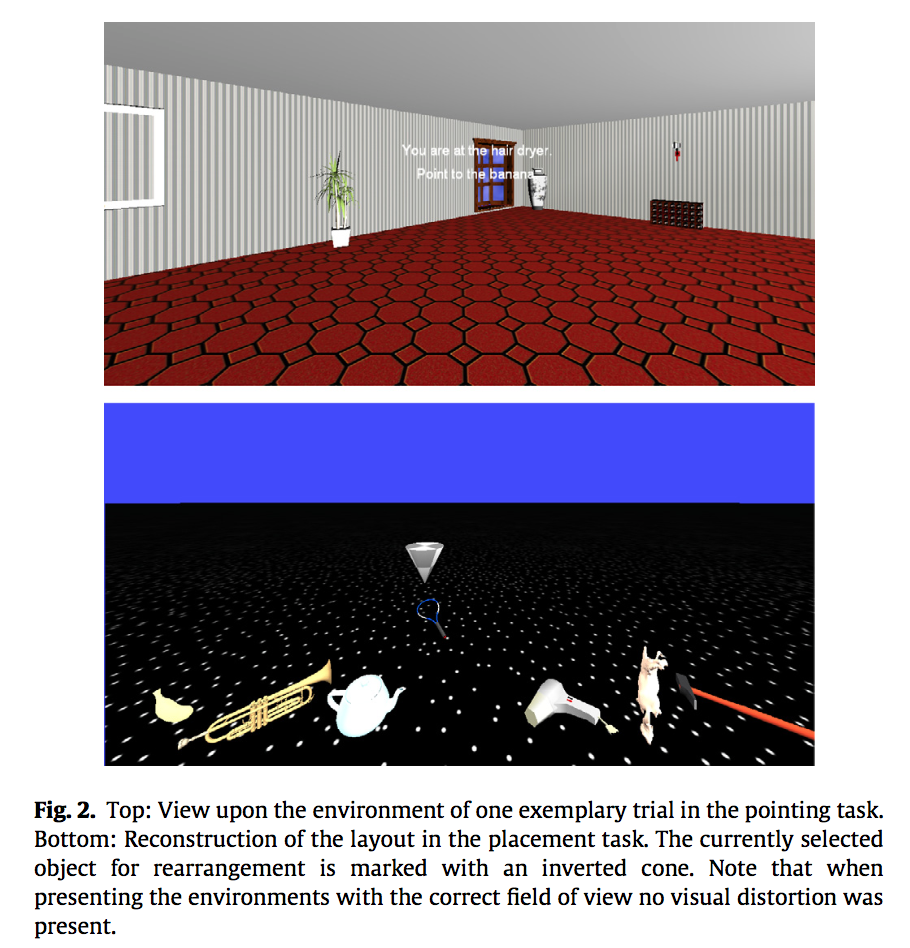 You are at the hair dryer.
Point to the banana
Fig. 2. Top: View upon the environment of one exemplary trial in the pointing task.
Bottom: Reconstruction of the layout in the placement task. The currently selected
object for rearrangement is marked with an inverted cone. Note that when
presenting the environments with the correct field of view no visual distortion was
present.